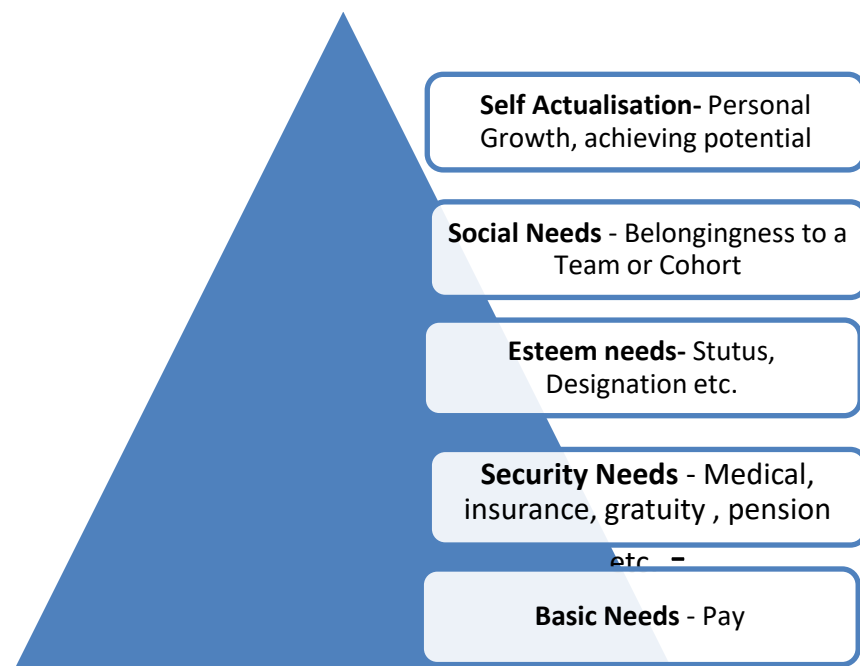 Self Actualisation- Personal
Growth, achieving potential
Social Needs - Belongingness to a
Team or Cohort
Esteem needs- Stutus,
Designation etc.
Security Needs - Medical,
insurance, gratuity , pension
etc. -
Basic Needs - Pay